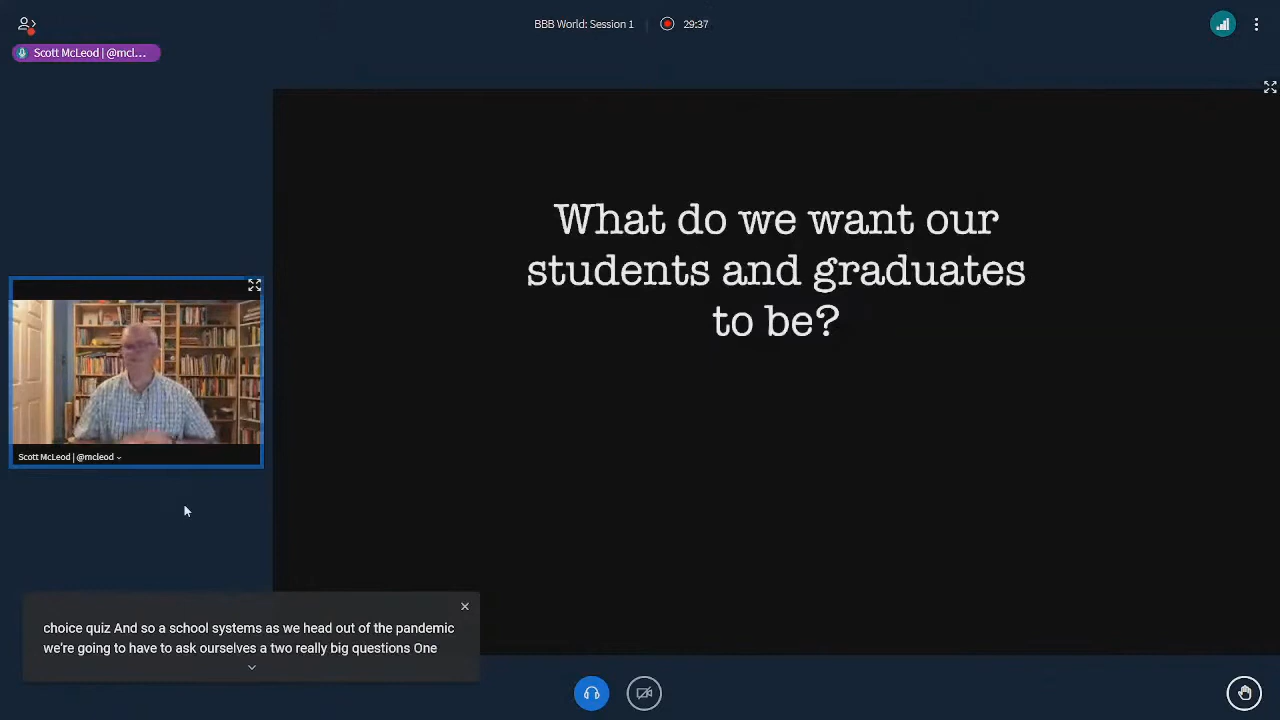 BBB World: Session 1
29:37
Scott McLeod | @mcl...
What do we want our
students and graduates
to be?
Scott McLeod | @mcleod
choice quiz And so a school systems as we head out of the pandemic
we're going to have to ask ourselves a two really big questions One